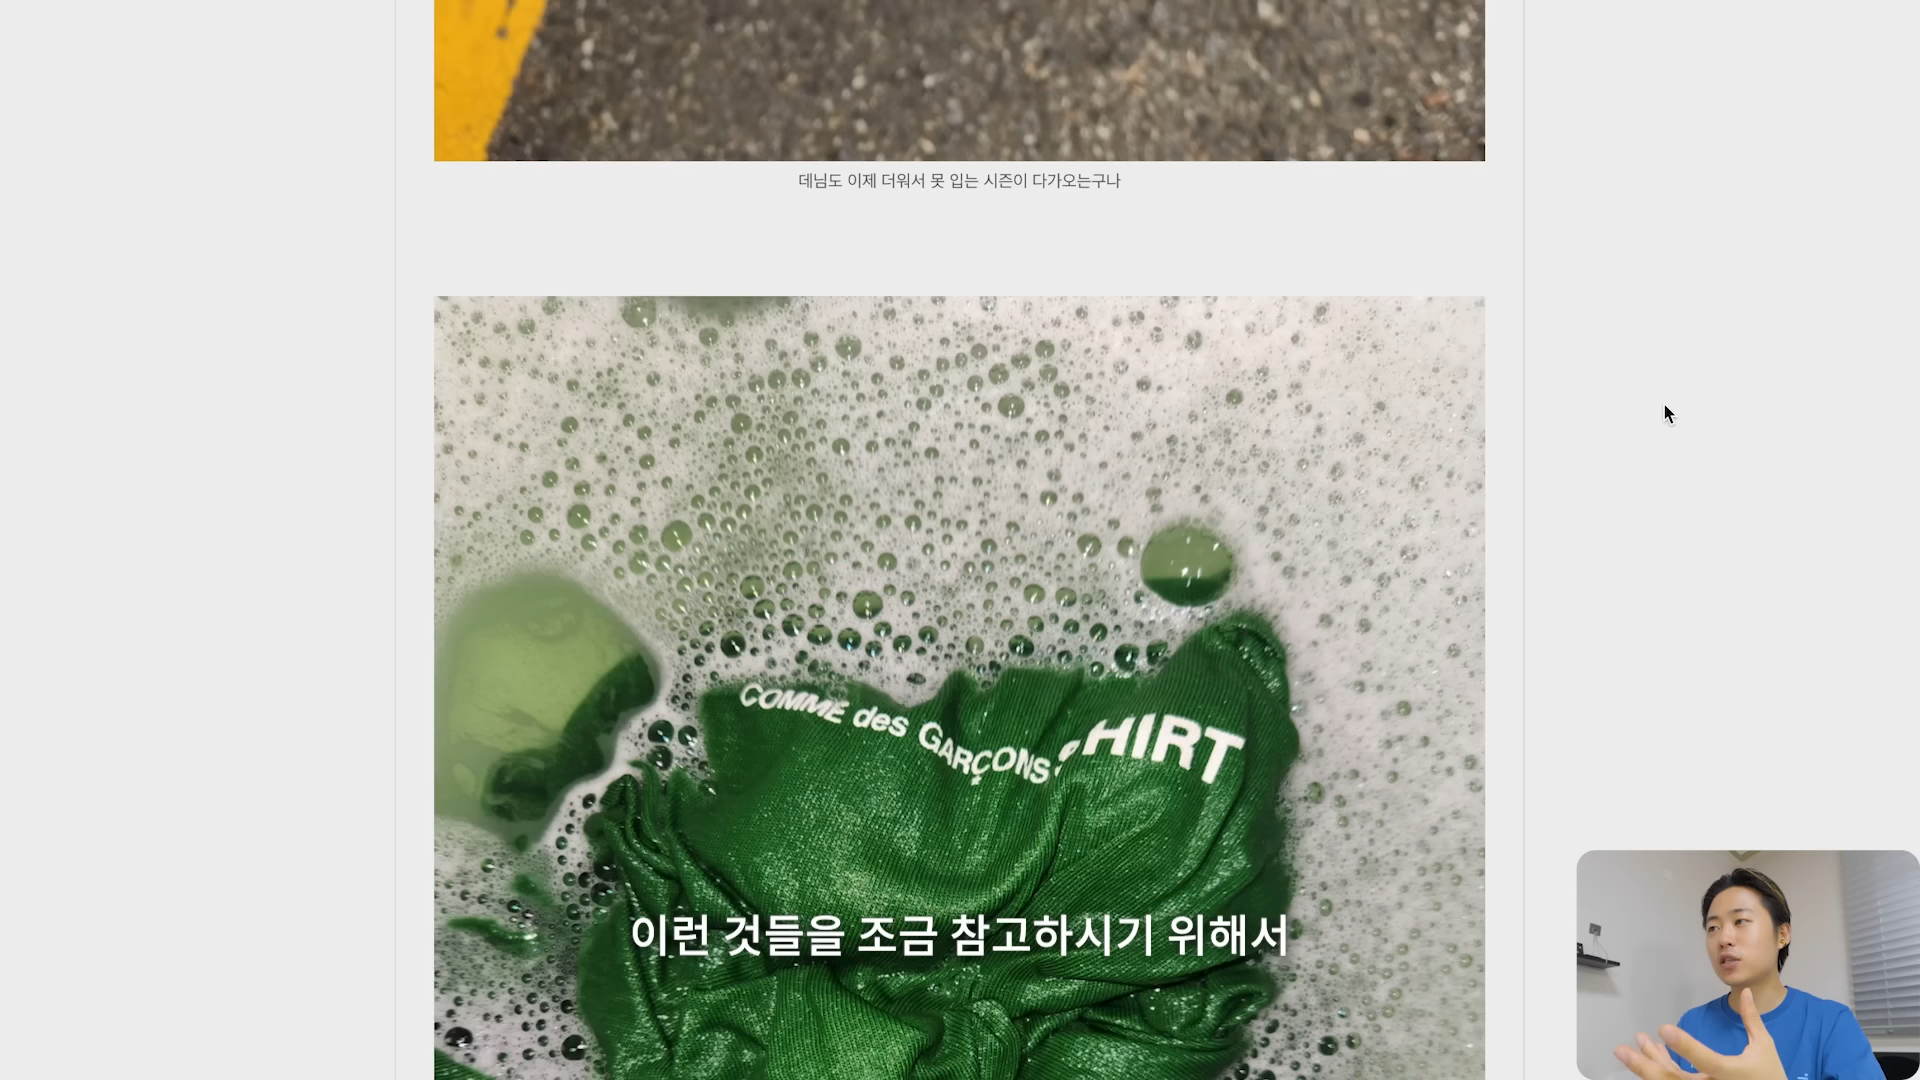 데님도 이제 더워서 못 입는 시즌이 다가오는구나
COMME des GARÇONS SHIRT
이런 것들을 조금 참고하시기 위해서